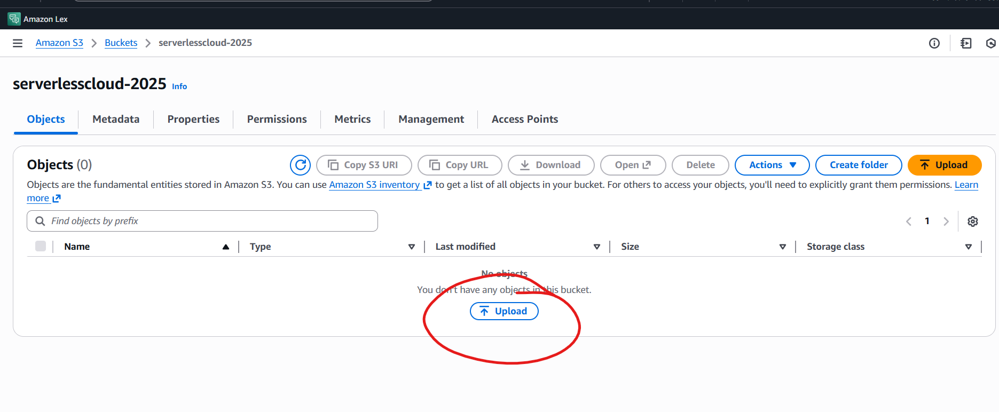 Amazon Lex
Amazon S3 Buckets serverlesscloud-2025
serverlesscloud-2025 Info
Objects Metadata Properties Permissions Metrics Management Access Points
Objects (0) Copy S3 URI Copy URL Download Open Delete Actions Create folder Upload
Objects are the fundamental entities stored in Amazon S3. You can use Amazon S3 inventory to get a list of all objects in your bucket. For others to access your objects, you'll need to explicitly grant them permissions. Learn
more
Find objects by prefix 1
Name Type Last modified Size Storage class
No objects
You don't have any objects in this bucket.
Upload